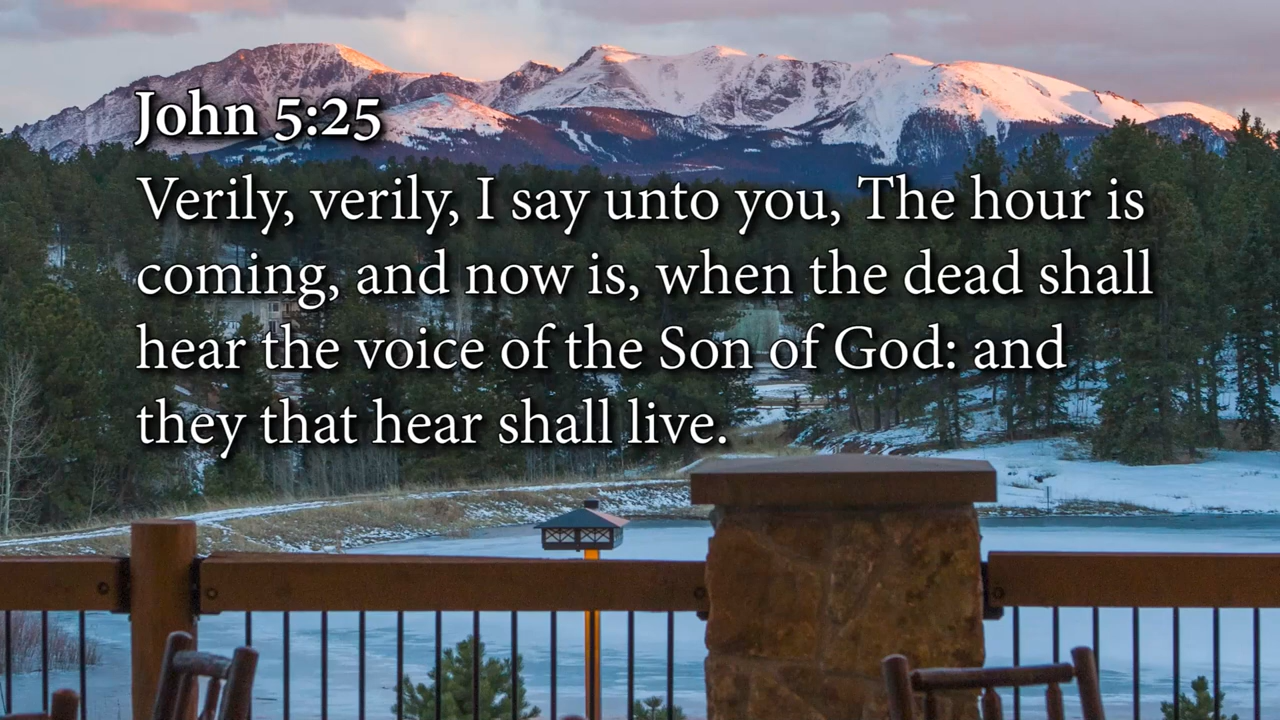 John 5:25
Verily, verily, I say unto you, The hour is
coming, and now is, when the dead shall
hear the voice of the Son of God: and
they that hear shall live.